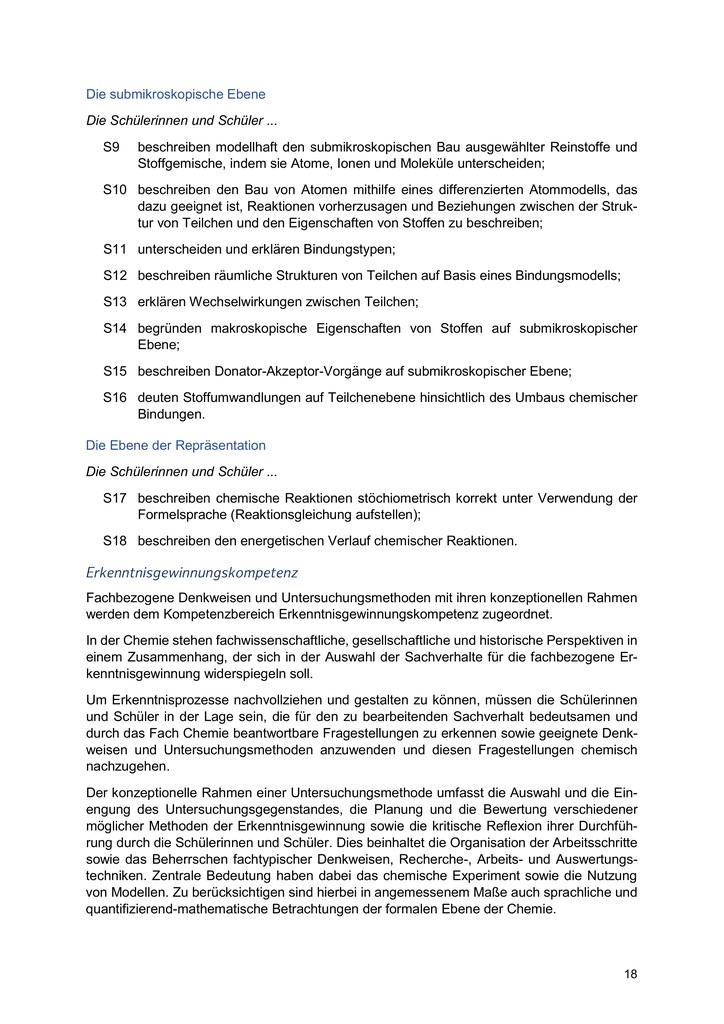 Die submikroskopische Ebene
Die Schülerinnen und Schüler ...
S9 beschreiben modellhaft den submikroskopischen Bau ausgewählter Reinstoffe und
Stoffgemische, indem sie Atome, Ionen und Moleküle unterscheiden;
S10 beschreiben den Bau von Atomen mithilfe eines differenzierten Atommodells, das
dazu geeignet ist, Reaktionen vorherzusagen und Beziehungen zwischen der Struk-
tur von Teilchen und den Eigenschaften von Stoffen zu beschreiben;
S11 unterscheiden und erklären Bindungstypen;
S12 beschreiben räumliche Strukturen von Teilchen auf Basis eines Bindungsmodells;
S13 erklären Wechselwirkungen zwischen Teilchen;
S14 begründen makroskopische Eigenschaften von Stoffen auf submikroskopischer
Ebene;
S15 beschreiben Donator-Akzeptor-Vorgänge auf submikroskopischer Ebene;
S16 deuten Stoffumwandlungen auf Teilchenebene hinsichtlich des Umbaus chemischer
Bindungen.
Die Ebene der Repräsentation
Die Schülerinnen und Schüler ...
S17 beschreiben chemische Reaktionen stöchiometrisch korrekt unter Verwendung der
Formelsprache (Reaktionsgleichung aufstellen);
S18 beschreiben den energetischen Verlauf chemischer Reaktionen.
Erkenntnisgewinnungskompetenz
Fachbezogene Denkweisen und Untersuchungsmethoden mit ihren konzeptionellen Rahmen
werden dem Kompetenzbereich Erkenntnisgewinnungskompetenz zugeordnet.
In der Chemie stehen fachwissenschaftliche, gesellschaftliche und historische Perspektiven in
einem Zusammenhang, der sich in der Auswahl der Sachverhalte für die fachbezogene Er-
kenntnisgewinnung widerspiegeln soll.
Um Erkenntnisprozesse nachvollziehen und gestalten zu können, müssen die Schülerinnen
und Schüler in der Lage sein, die für den zu bearbeitenden Sachverhalt bedeutsamen und
durch das Fach Chemie beantwortbare Fragestellungen zu erkennen sowie geeignete Denk-
weisen und Untersuchungsmethoden anzuwenden und diesen Fragestellungen chemisch
nachzugehen.
Der konzeptionelle Rahmen einer Untersuchungsmethode umfasst die Auswahl und die Ein-
engung des Untersuchungsgegenstandes, die Planung und die Bewertung verschiedener
möglicher Methoden der Erkenntnisgewinnung sowie die kritische Reflexion ihrer Durchfüh-
rung durch die Schülerinnen und Schüler. Dies beinhaltet die Organisation der Arbeitsschritte
sowie das Beherrschen fachtypischer Denkweisen, Recherche-, Arbeits- und Auswertungs-
techniken. Zentrale Bedeutung haben dabei das chemische Experiment sowie die Nutzung
von Modellen. Zu berücksichtigen sind hierbei in angemessenem Maße auch sprachliche und
quantifizierend-mathematische Betrachtungen der formalen Ebene der Chemie.
18